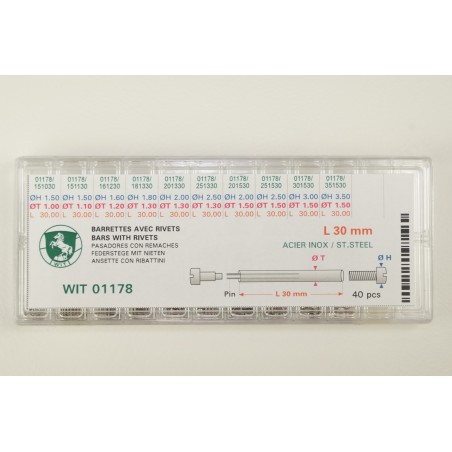 01178/ 01178/ 01178/ 01178/ 01178/ 01178/ 01178/ 01178/ 01178/ 01178/
151030 151130 161230 181330 201330 251330 201530 251530 301530 351530
ØH 1.50 ØH 1.50 ØH 1.60 ØH 1.80 ØH 2.00 ØH 2.50 ØH 2.00 ØH 2.50 ØH 3.00 ØH 3.50
ØT 1.00 ØT 1.10 ØT 1.20 ØT 1.30 ØT 1.30 ØT 1.30 ØT 1.50 ØT 1.50 ØT 1.50 ØT 1.50
L 30.00 L 30.00 L 30.00 L 30.00 L 30.00 L 30.00 L 30.00 L 30.00 L 30.00 L 30.00
BARRETTES AVEC RIVETS
BARS WITH RIVETS
PASADORES CON REMACHES
FEDERSTEGE MIT NIETEN
ANSETTE CON RIBATTINI
WIT 01178
L 30 mm
ACIER INOX / ST.STEEL
Ø T
Ø H
Pin
L 30 mm
40 pcs